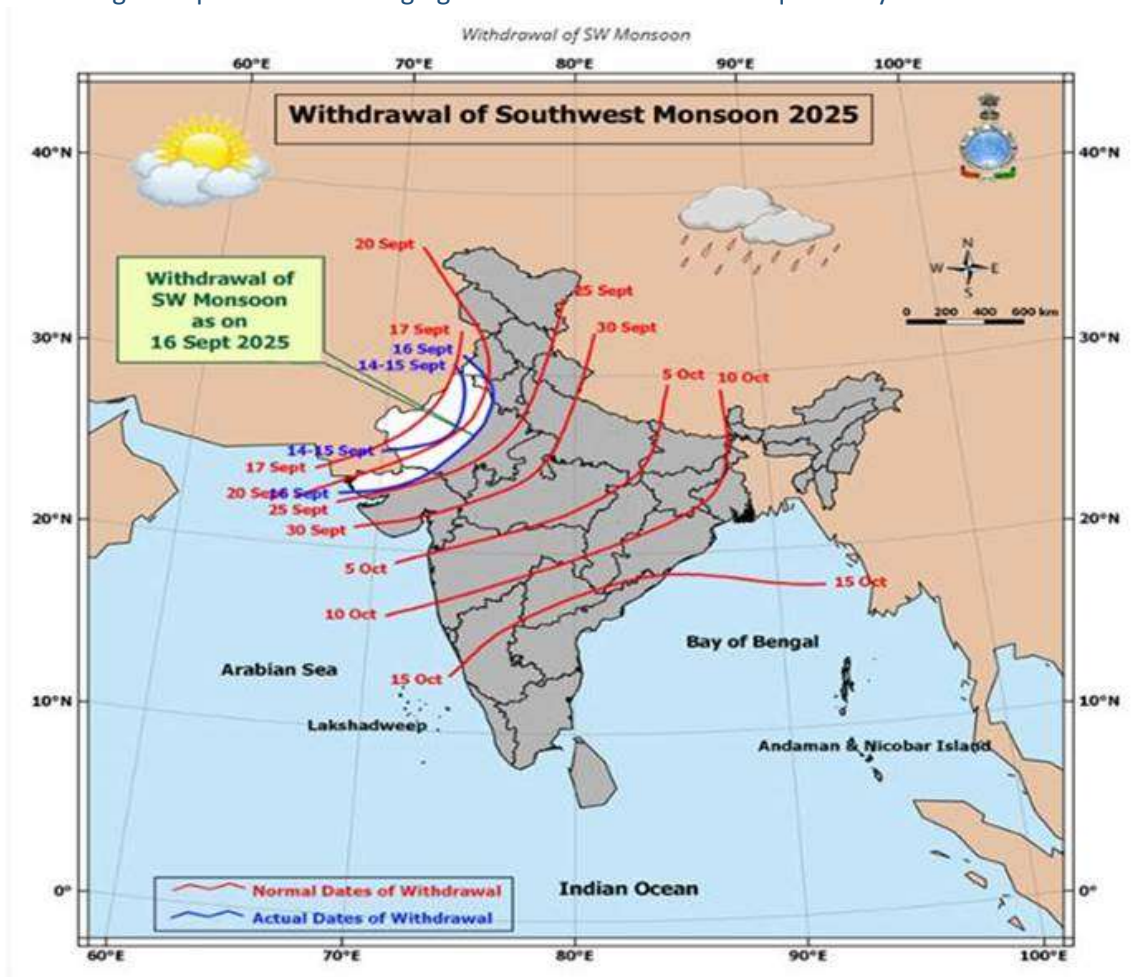 Withdrawal of SW Monsoon
60°E 70°E 80°E 90°E 100°E
Withdrawal of Southwest Monsoon 2025
40°N 40°N
N
W E
S
0 200 400 600 km
20 Sept
Withdrawal of
SW Monsoon
as on
16 Sept 2025
25 Sept
17 Sept 30 Sept
30°N 30°N
16 Sept
14-15 Sept
5 Oct 10 Oct
14-15 Sept
17 Sept
20 Sept 16 Sept
25 Sept
20°N 20°N
30 Sept
5 Oct
15 Oct
10 Oct
Bay of Bengal
Arabian Sea
15 Oct
10°N 10°N
Lakshadweep
Andaman & Nicobar Island
0° 0°
Normal Dates of Withdrawal
Indian Ocean
Actual Dates of Withdrawal
60°E 70°E 80°E 90°E 100°E